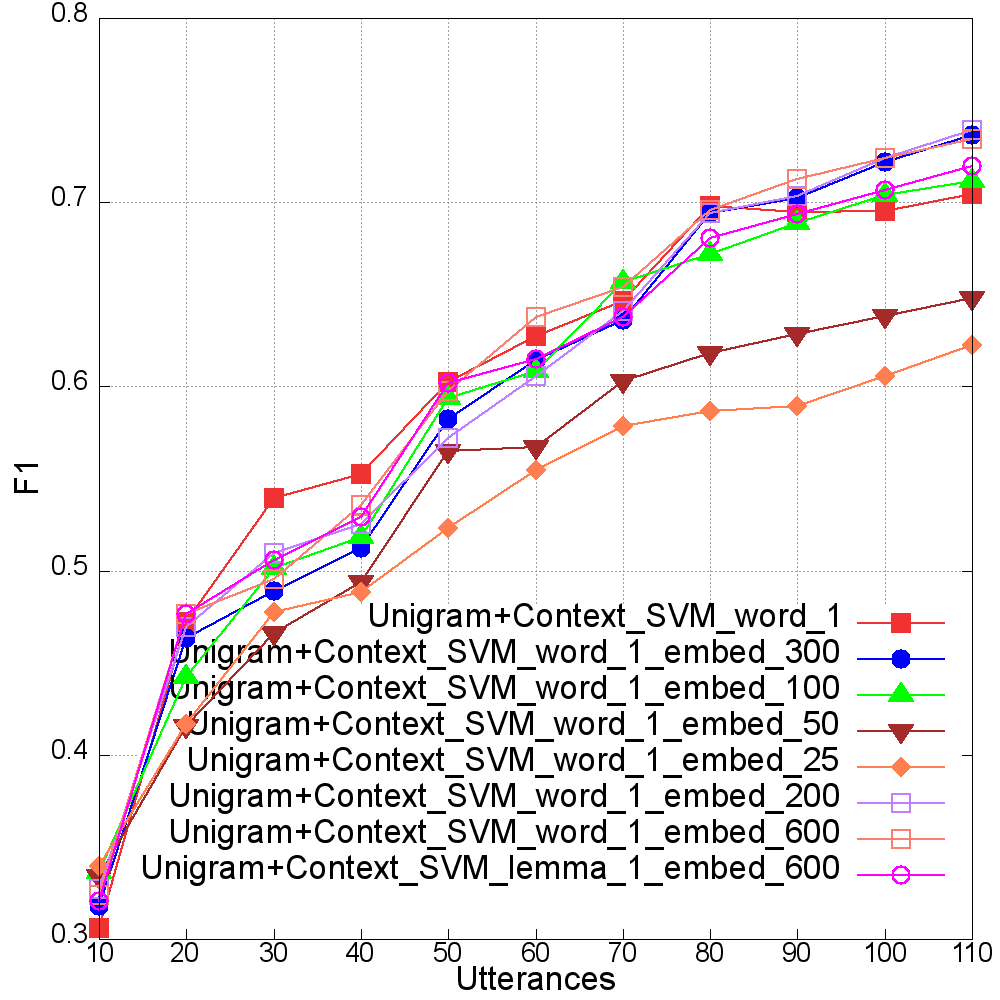 0.8
0.7
0.6
0.5
0.4
0.3
F1
Unigram+Context_SVM_word_1
Unigram+Context_SVM_word_1_embed_300
Unigram+Context_SVM_word_1_embed_100
Unigram+Context_SVM_word_1_embed_50
Unigram+Context_SVM_word_1_embed_25
Unigram+Context_SVM_word_1_embed_200
Unigram+Context_SVM_word_1_embed_600
Unigram+Context_SVM_lemma_1_embed_600
10 20 30 40 50 60 70 80 90 100 110
Utterances